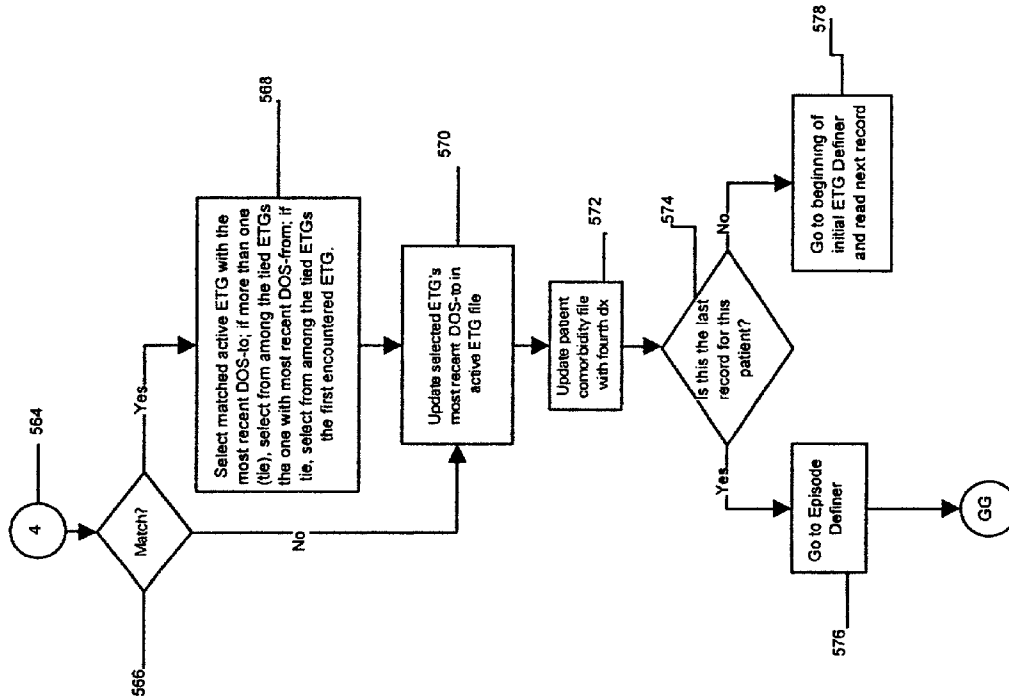 564
4
566
Match?
Yes
No
568
Select matched active ETG with the
most recent DOS-to; if more than one
(tie), select from among the tied ETGs
the one with most recent DOS-from; if
tie, select from among the tied ETGs
the first encountered ETG.
570
Update selected ETG's
most recent DOS-to in
active ETG file
572
Update patient
comorbidity file
with fourth dx
574
Is this the last
record for this
patient?
Yes
No
576
Go to Episode
Definer
GG
578
Go to beginning of
initial ETG Definer
and read next record